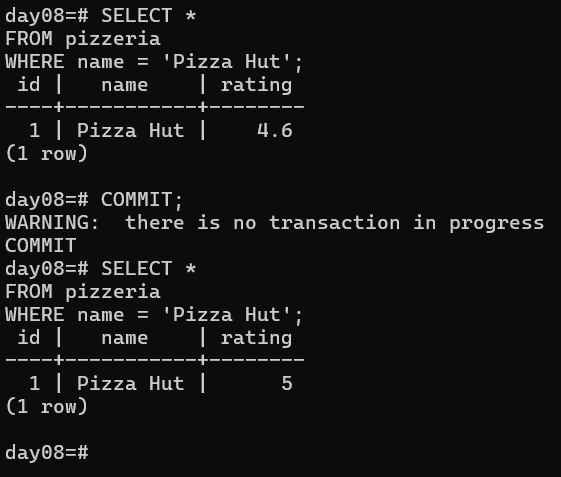 day08=# SELECT *
FROM pizzeria
WHERE name = 'Pizza Hut';
 id |   name    | rating
----+-----------+--------
  1 | Pizza Hut |    4.6
(1 row)

day08=# COMMIT;
WARNING:  there is no transaction in progress
COMMIT
day08=# SELECT *
FROM pizzeria
WHERE name = 'Pizza Hut';
 id |   name    | rating
----+-----------+--------
  1 | Pizza Hut |      5
(1 row)

day08=#